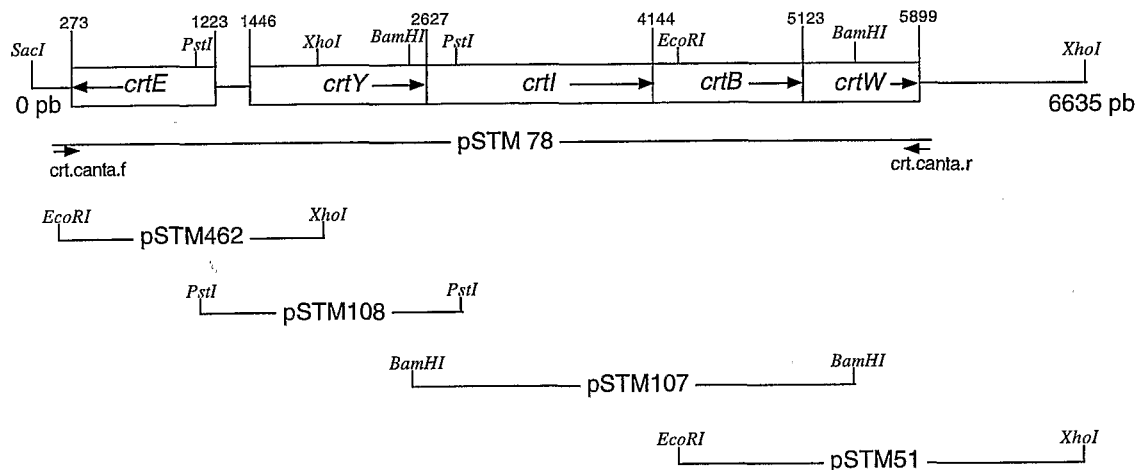 273 1223 1446 2627 4144 5123 5899
SacI PstI XhoI BamHI PstI EcoRI BamHI XhoI
crtE crtY crtI crtB crtW
0 pb 6635 pb
pSTM 78
crt.canta.f crt.canta.r
EcoRI XhoI
pSTM462
PstI PstI
pSTM108
BamHI BamHI
pSTM107
EcoRI XhoI
pSTM51